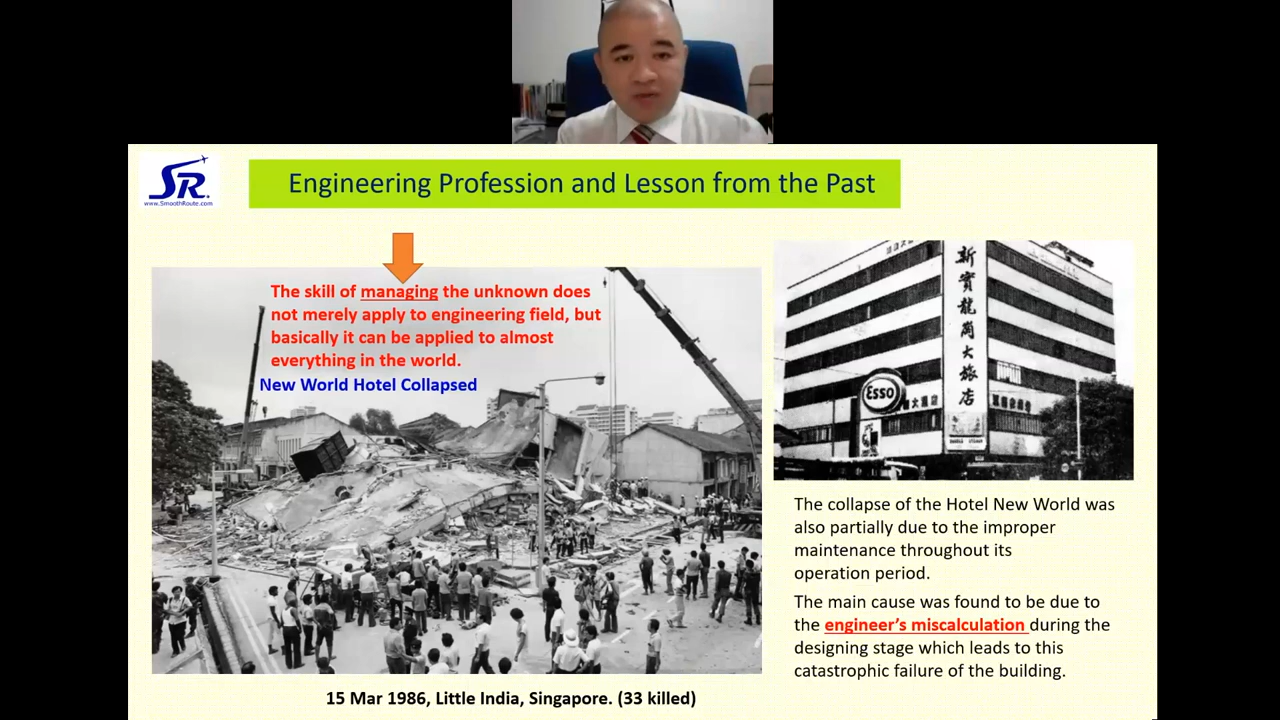 SR.
www.SmoothRoute.com
Engineering Profession and Lesson from the Past
The skill of managing the unknown does
not merely apply to engineering field, but
basically it can be applied to almost
everything in the world.
New World Hotel Collapsed
新
實
龍
崗
大
旅
店
Esso
The collapse of the Hotel New World was
also partially due to the improper
maintenance throughout its
operation period.
The main cause was found to be due to
the engineer's miscalculation during the
designing stage which leads to this
catastrophic failure of the building.
15 Mar 1986, Little India, Singapore. (33 killed)